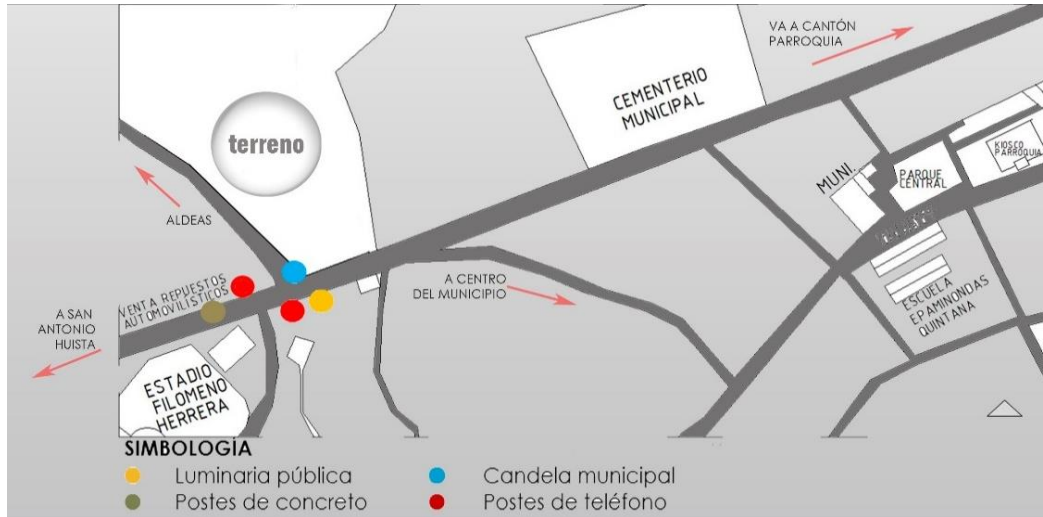 VA A CANTÓN
PARROQUIA
CEMENTERIO
MUNICIPAL
terreno
KIOSCO
PARROQUIA
MUNI.
PARQUE
CENTRAL
ALDEAS
VENTA REPUESTOS
AUTOMOVILÍSTICOS
A CENTRO
DEL MUNICIPIO
ESCUELA
EPAMINONDAS
QUINTANA
A SAN
ANTONIO
HUISTA
ESTADIO
FILOMENO
HERRERA
SIMBOLOGÍA
Luminaria pública
Candela municipal
Postes de concreto
Postes de teléfono